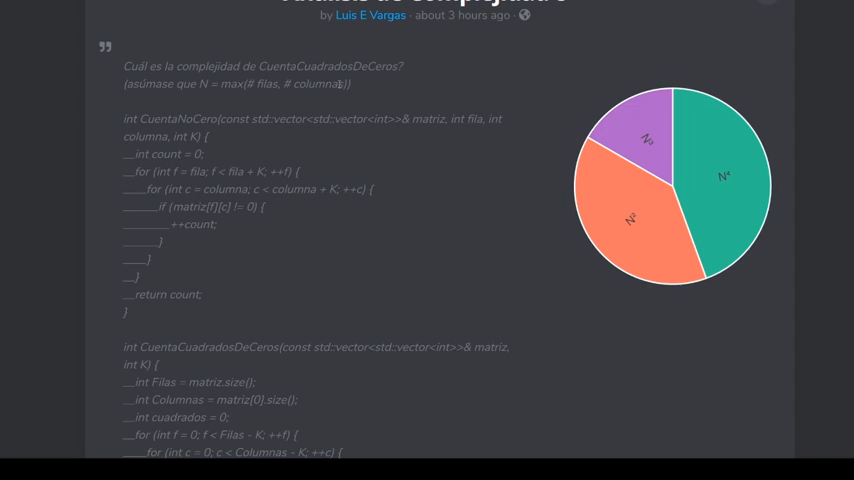 by Luis E Vargas · about 3 hours ago ·
”
Cuál es la complejidad de CuentaCuadradosDeCeros?
(asúmase que N = max(# filas, # columnas))
int CuentaNoCero(const std::vector<std::vector<int>>& matriz, int fila, int
columna, int K) {
__int count = 0;
__for (int f = fila; f < fila + K; ++f) {
____for (int c = columna; c < columna + K; ++c) {
______if (matriz[f][c] != 0) {
________++count;
______}
____}
__}
__return count;
}
int CuentaCuadradosDeCeros(const std::vector<std::vector<int>>& matriz,
int K) {
__int Filas = matriz.size();
__int Columnas = matriz[0].size();
__int cuadrados = 0;
__for (int f = 0; f < Filas - K; ++f) {
____for (int c = 0; c < Columnas - K; ++c) {
N⁴
N²